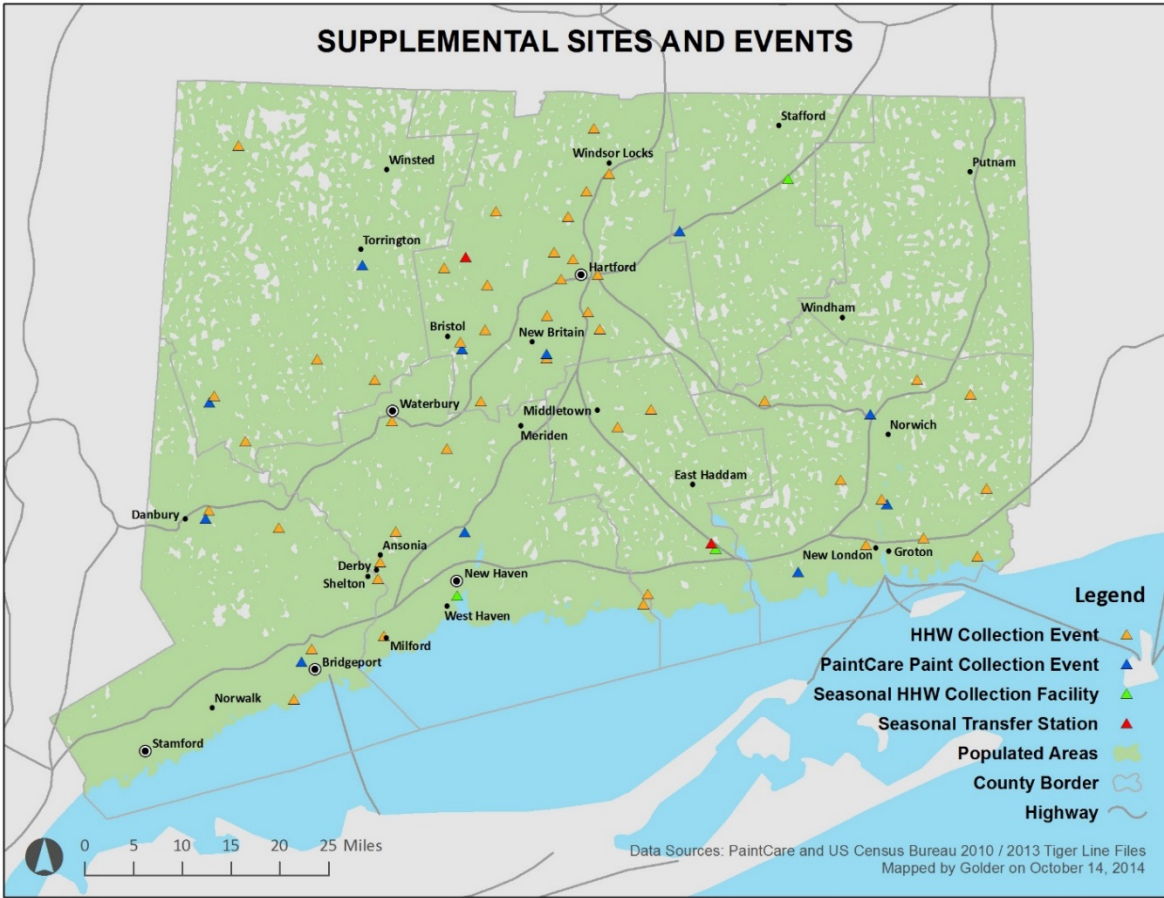 SUPPLEMENTAL SITES AND EVENTS
Stafford
Windsor Locks
Winsted
Putnam
Torrington
Hartford
Windham
Bristol
New Britain
Waterbury
Middletown
Meriden
Norwich
East Haddam
Danbury
Ansonia
New London
Groton
Derby
Shelton
New Haven
West Haven
Milford
Bridgeport
Norwalk
Stamford
Legend
HHW Collection Event
PaintCare Paint Collection Event
Seasonal HHW Collection Facility
Seasonal Transfer Station
Populated Areas
County Border
Highway
0 5 10 15 20 25 Miles
Data Sources: PaintCare and US Census Bureau 2010 / 2013 Tiger Line Files
Mapped by Golder on October 14, 2014